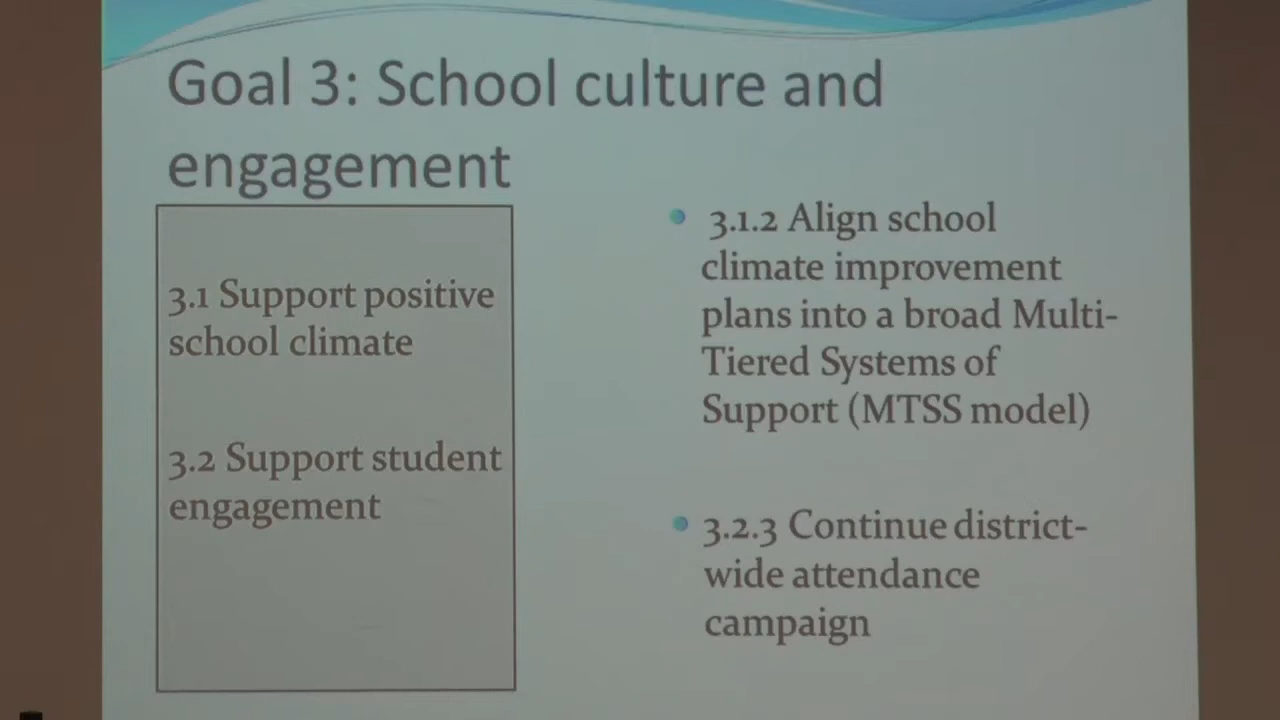 Goal 3: School culture and
engagement
3.1 Support positive
school climate
3.2 Support student
engagement
3.1.2 Align school
climate improvement
plans into a broad Multi-
Tiered Systems of
Support (MTSS model)
3.2.3 Continue district-
wide attendance
campaign